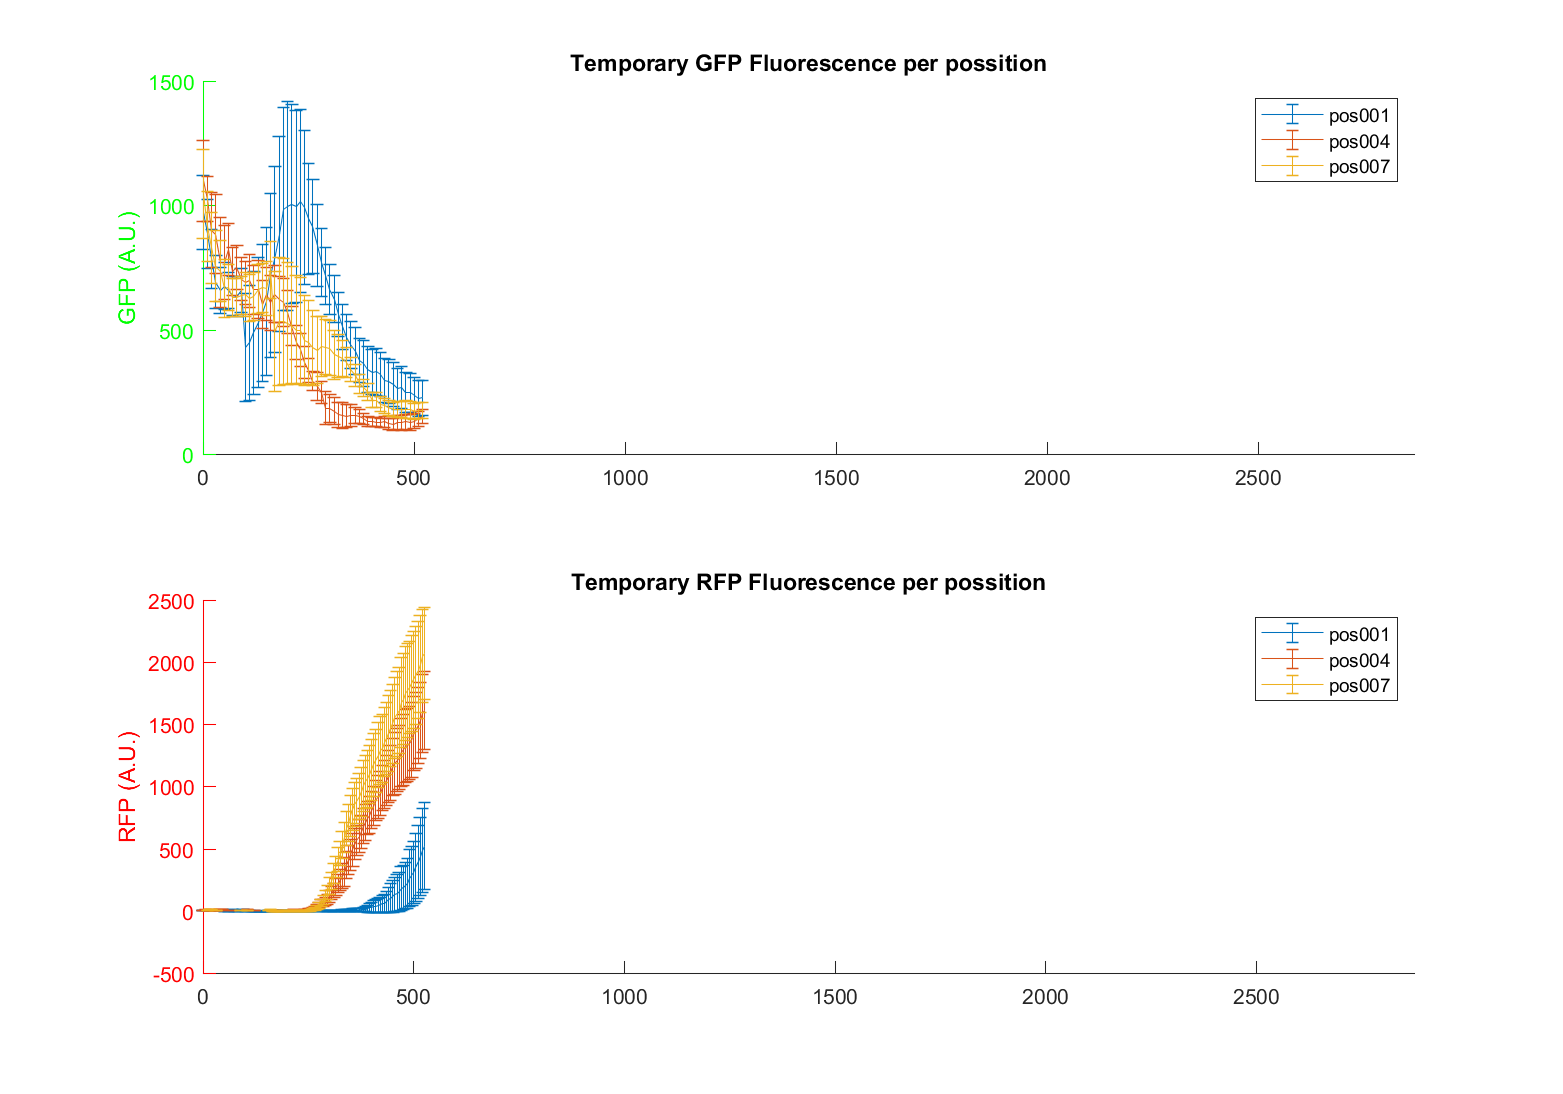 Temporary GFP Fluorescence per possition
1500
1000
500
0
GFP (A.U.)
pos001
pos004
pos007
0 500 1000 1500 2000 2500
Temporary RFP Fluorescence per possition
2500
2000
1500
1000
500
0
-500
RFP (A.U.)
pos001
pos004
pos007
0 500 1000 1500 2000 2500